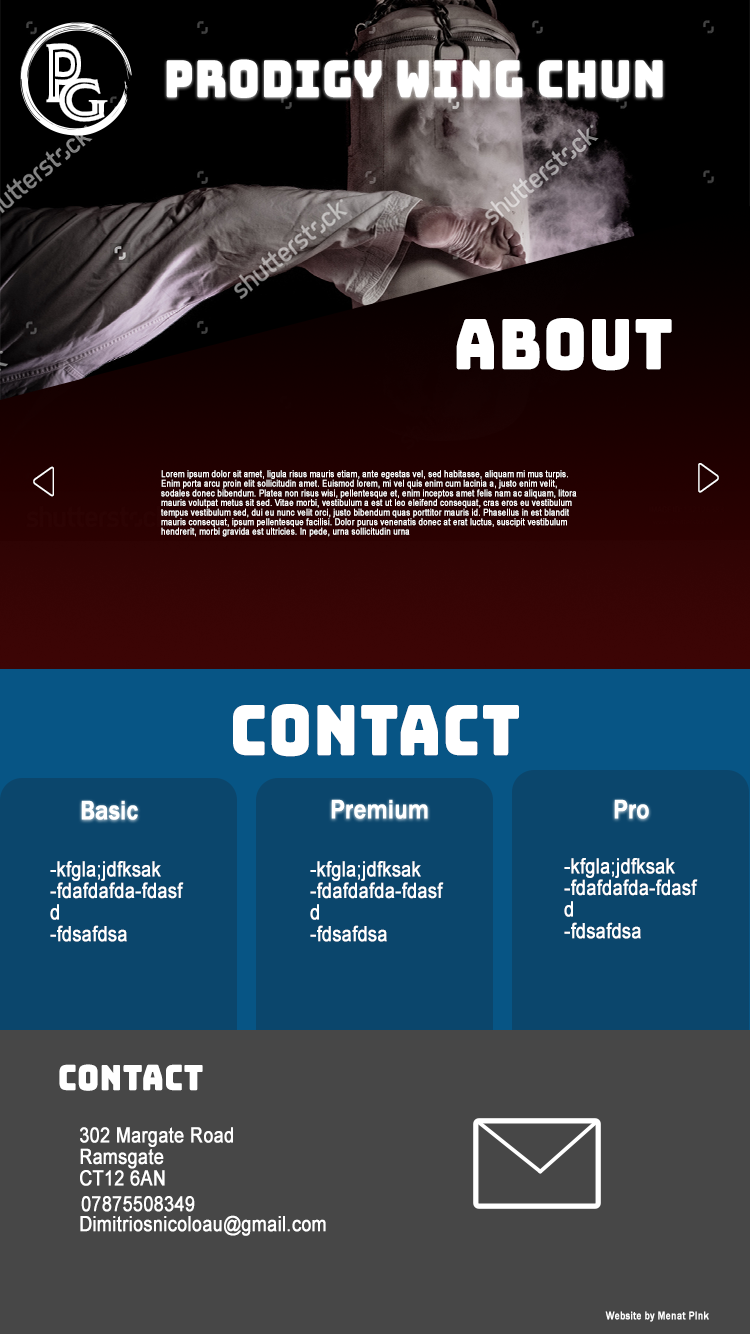 PG
PRODIGY WING CHUN
shutterstock
shutterstock
shutterstock
ABOUT
Lorem ipsum dolor sit amet, ligula risus mauris etiam, ante egestas vel, sed habitasse, aliquam mi mus turpis.
Enim porta arcu proin elit sollicitudin amet. Euismod lorem, mi vel quis enim cum lacinia a, justo enim velit,
sodales donec bibendum. Platea non risus wisi, pellentesque et, enim inceptos amet felis nam ac aliquam, litora
mauris volutpat metus sit sed. Vitae morbi, vestibulum a est ut leo eleifend consequat, cras eros eu vestibulum
tempus vestibulum sed, dui eu nunc velit orci, justo bibendum quas porttitor mauris id. Phasellus in est blandit
mauris consequat, ipsum pellentesque facilisi. Dolor purus venenatis donec at erat luctus, suscipit vestibulum
hendrerit, morbi gravida est ultricies. In pede, urna sollicitudin urna
CONTACT
Basic
-kfgla;jdfksak
-fdafdafda-fdasf
d
-fdsafdsa
Premium
-kfgla;jdfksak
-fdafdafda-fdasf
d
-fdsafdsa
Pro
-kfgla;jdfksak
-fdafdafda-fdasf
d
-fdsafdsa
CONTACT
302 Margate Road
Ramsgate
CT12 6AN
07875508349
Dimitriosnicoloau@gmail.com
Website by Menat Pink